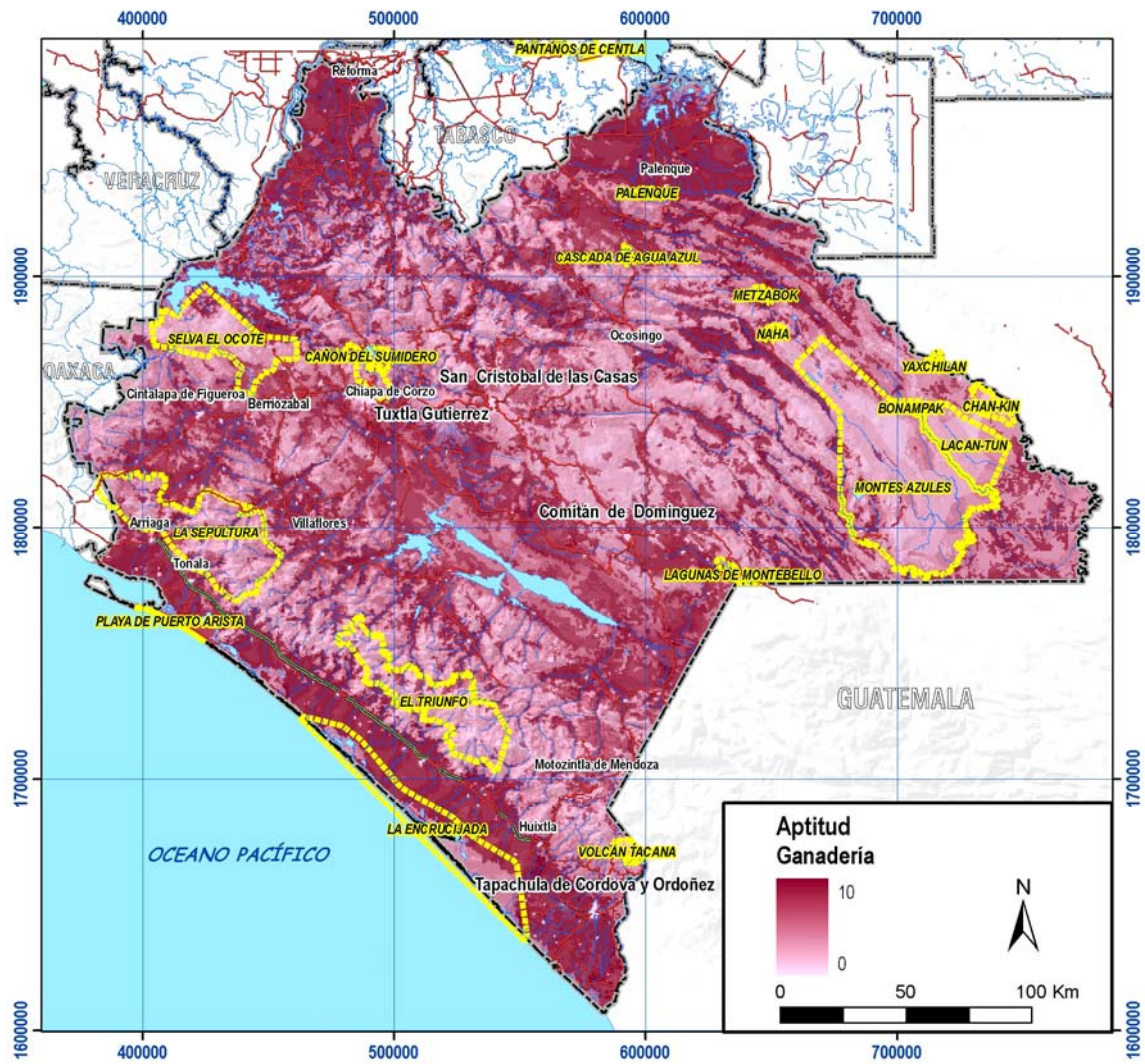 400000
500000
600000
700000
PANTANOS DE CENTLA
Reforma
TABASCO
VERACRUZ
Palenque
PALENQUE
CASCADA DE AGUA AZUL
1900000
1900000
METZABOK
SELVA EL OCOTE
Ocosingo
NAHA
CAÑON DEL SUMIDERO
YAXCHILAN
OAXACA
San Cristobal de las Casas
Cintalapa de Figueroa
Chiapa de Corzo
Berriozabal
BONAMPAK
CHAN-KIN
Tuxtla Gutierrez
LACAN-TUN
MONTES AZULES
Comitán de Domínguez
Arriaga
LA SEPULTURA
Villaflores
1800000
1800000
Tonala
LAGUNAS DE MONTEBELLO
PLAYA DE PUERTO ARISTA
EL TRIUNFO
GUATEMALA
Motozintla de Mendoza
1700000
1700000
LA ENCRUCIJADA
Huixtla
OCEANO PACÍFICO
VOLCÁN TACANA
Tapachula de Cordova y Ordoñez
Aptitud
Ganadería
10
0
N
0
50
100 Km
1600000
1600000
400000
500000
600000
700000